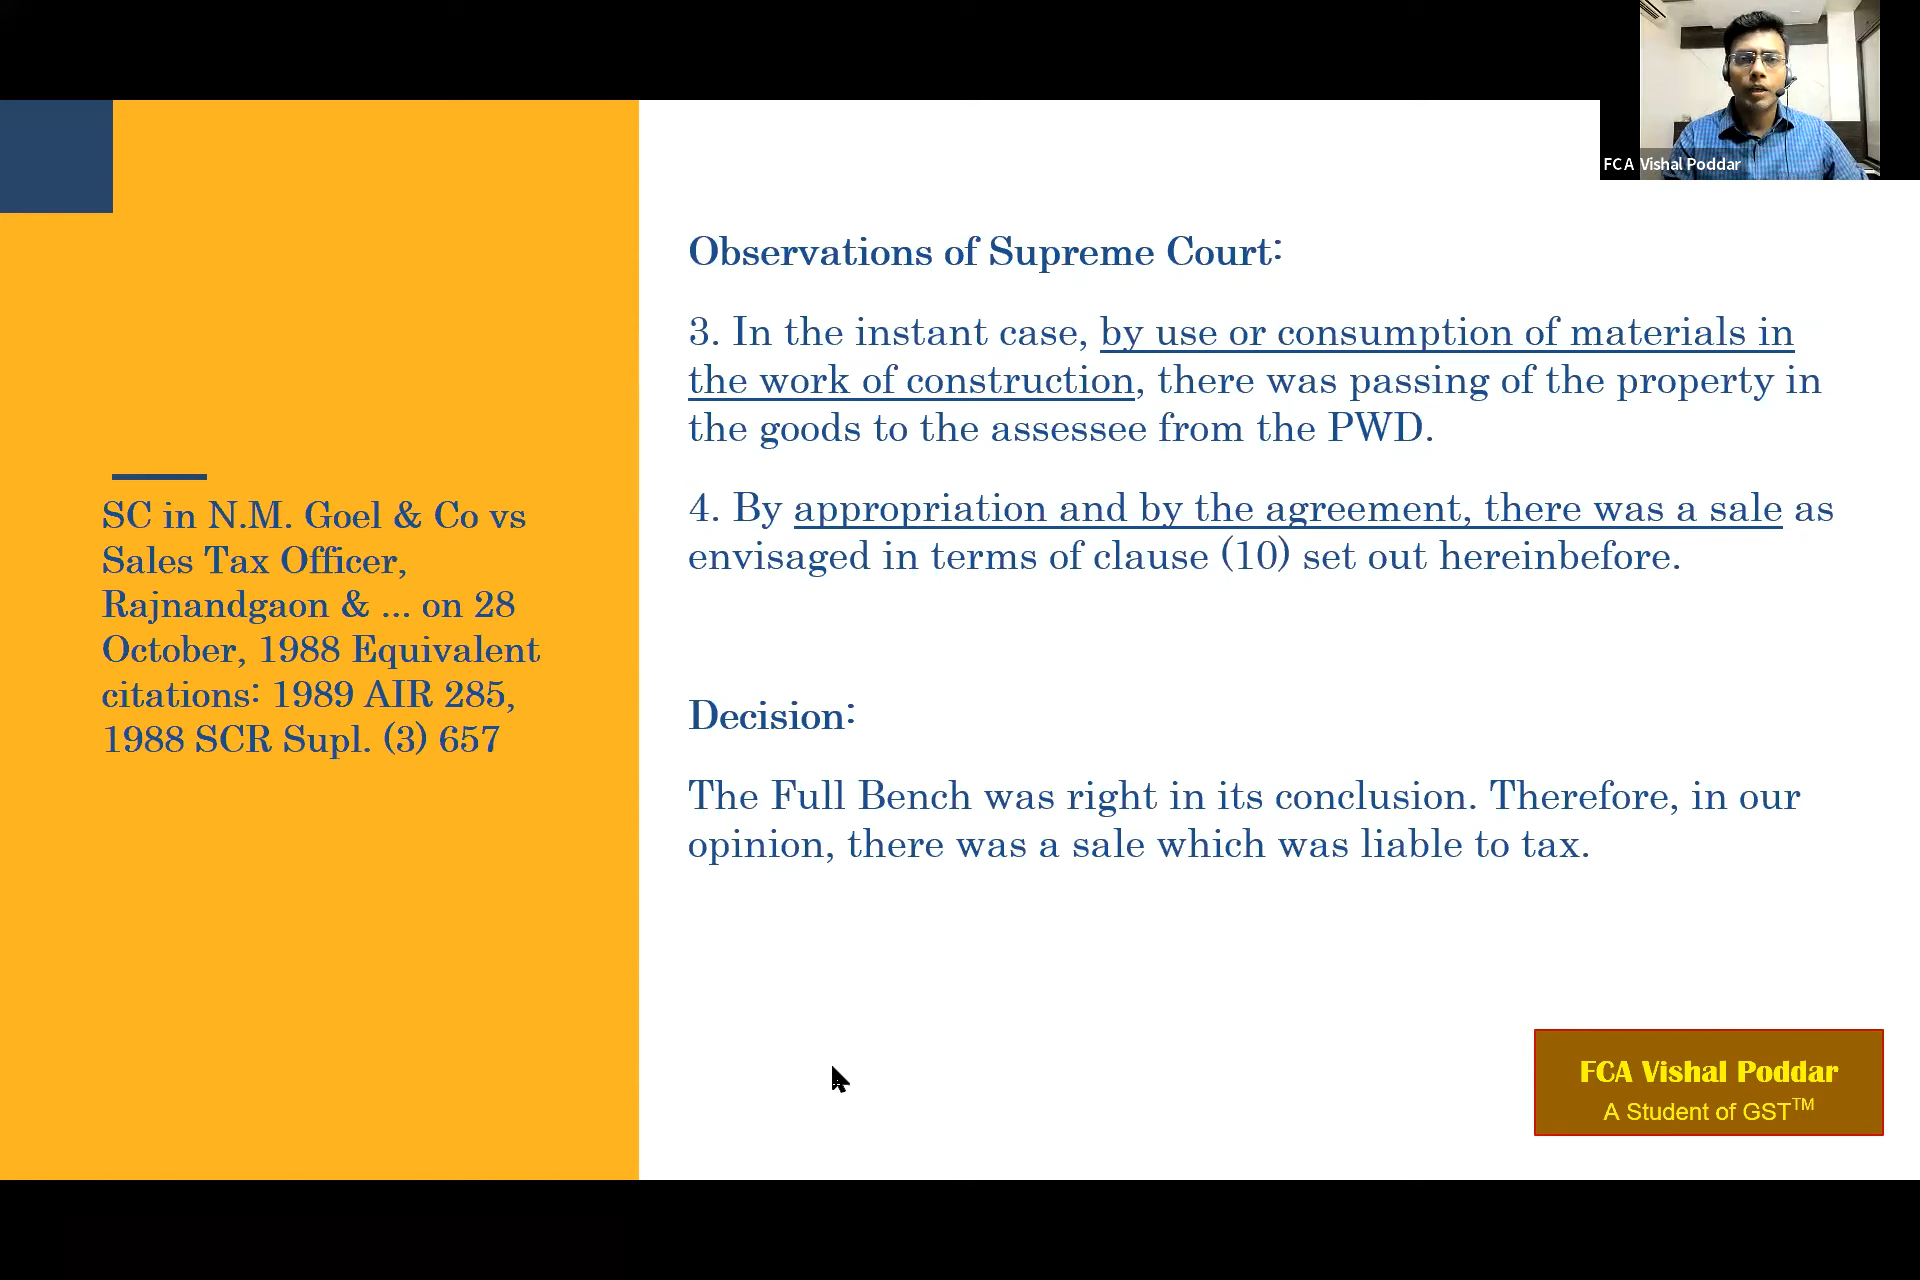 FCA Vishal Poddar
SC in N.M. Goel & Co vs
Sales Tax Officer,
Rajnandgaon & ... on 28
October, 1988 Equivalent
citations: 1989 AIR 285,
1988 SCR Supl. (3) 657
Observations of Supreme Court:
3. In the instant case, by use or consumption of materials in
the work of construction, there was passing of the property in
the goods to the assessee from the PWD.
4. By appropriation and by the agreement, there was a sale as
envisaged in terms of clause (10) set out hereinbefore.
Decision:
The Full Bench was right in its conclusion. Therefore, in our
opinion, there was a sale which was liable to tax.
FCA Vishal Poddar
A Student of GST™